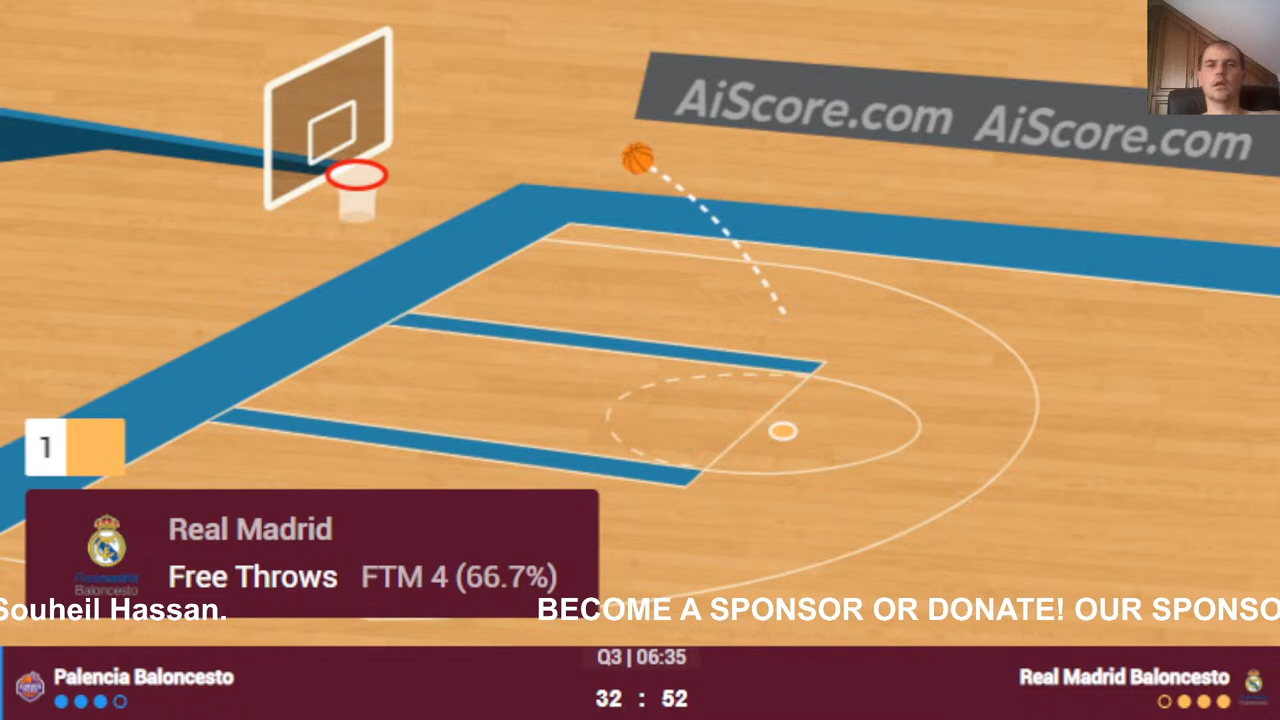 AiScore.com AiScore.com
1
Real Madrid
Free Throws FTM 4 (66.7%)
Baloncesto
Souheil Hassan. BECOME A SPONSOR OR DONATE! OUR SPONSO
Q3 | 06:35
Palencia Baloncesto
32 : 52
Real Madrid Baloncesto